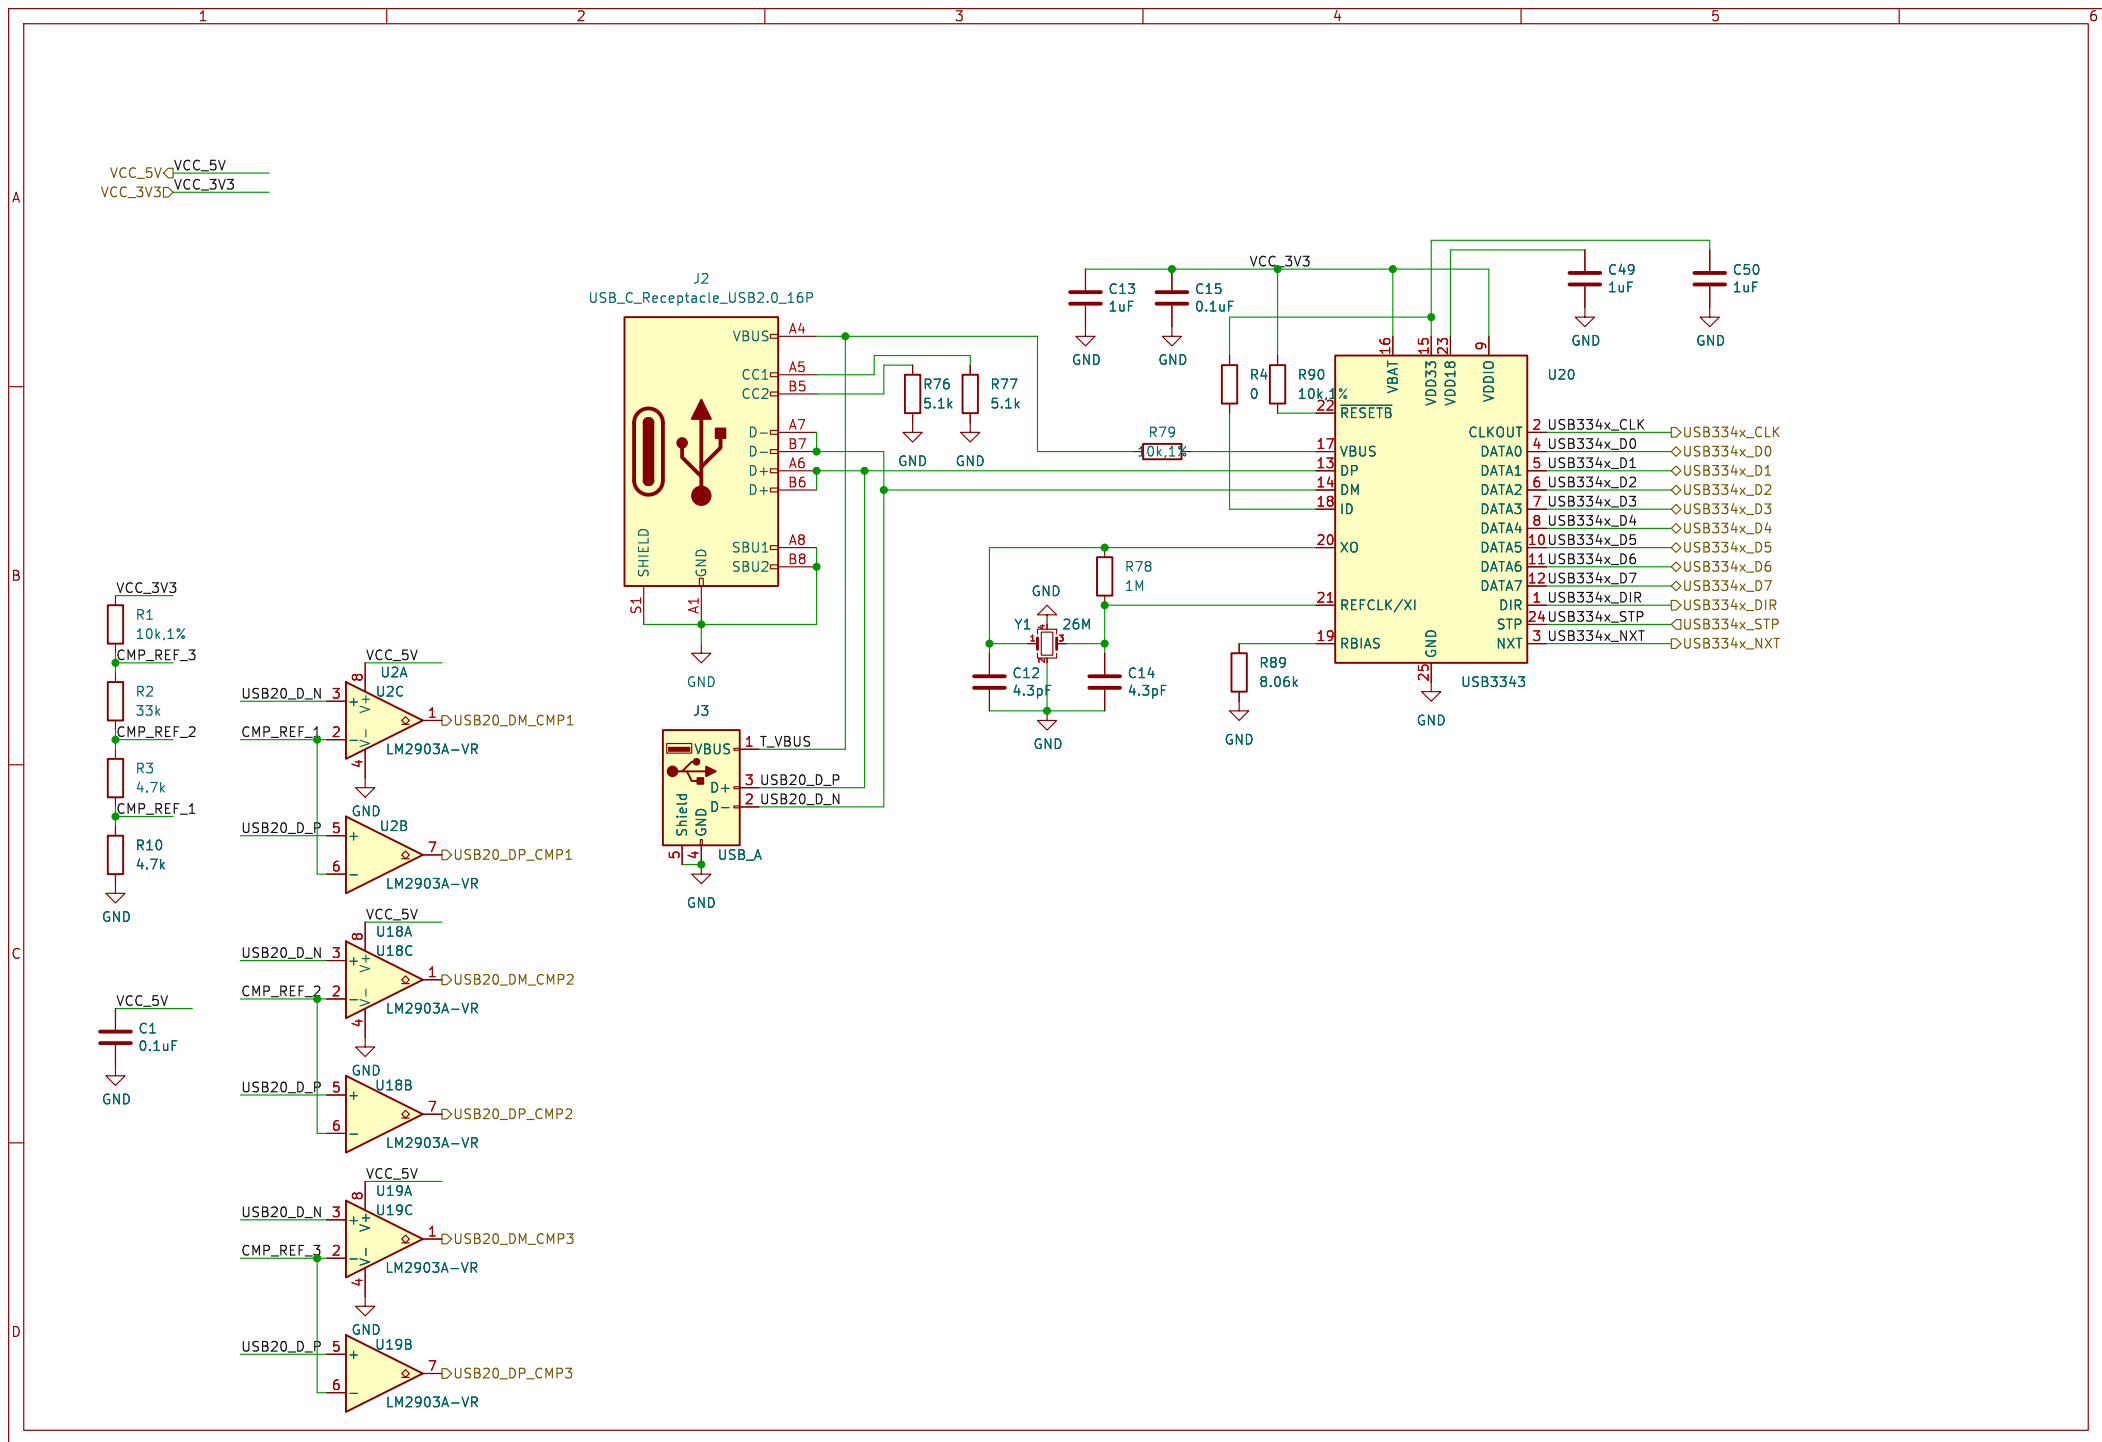 1 2 3 4 5 6
A
B
C
D
VCC_5V VCC_5V
VCC_3V3 VCC_3V3
VCC_3V3
R1
10k,1%
CMP_REF_3
R2
33k
CMP_REF_2
R3
4.7k
CMP_REF_1
R10
4.7k
GND
VCC_5V
C1
0.1uF
GND
VCC_5V
8
U2A
U2C
USB20_D_N 3 + V+
1 USB20_DM_CMP1
CMP_REF_1 2 − V-
LM2903A-VR
4
GND
U2B
USB20_D_P 5 +
7 USB20_DP_CMP1
6 −
LM2903A-VR
VCC_5V
8
U18A
U18C
USB20_D_N 3 + V+
1 USB20_DM_CMP2
CMP_REF_2 2 − V-
LM2903A-VR
4
GND
U18B
USB20_D_P 5 +
7 USB20_DP_CMP2
6 −
LM2903A-VR
VCC_5V
8
U19A
U19C
USB20_D_N 3 + V+
1 USB20_DM_CMP3
CMP_REF_3 2 − V-
LM2903A-VR
4
GND
U19B
USB20_D_P 5 +
7 USB20_DP_CMP3
6 −
LM2903A-VR
J2
USB_C_Receptacle_USB2.0_16P
VBUS A4
CC1 A5
CC2 B5
D- A7
D- B7
D+ A6
D+ B6
SBU1 A8
SBU2 B8
SHIELD GND
S1 A1
GND
R76
5.1k
GND
R77
5.1k
GND
J3
VBUS 1 T_VBUS
D+ 3 USB20_D_P
D- 2 USB20_D_N
Shield GND
5 4
USB_A
GND
VCC_3V3
C13
1uF
GND
C15
0.1uF
GND
R4
0
R90
10k,1%
R79
10k,1%
C49
1uF
GND
C50
1uF
GND
R78
1M
GND
Y1 26M
4
1 3
2
C12
4.3pF
C14
4.3pF
GND
R89
8.06k
GND
U20
16 15 23 9
VBAT VDD33 VDD18 VDDIO
22 RESETB
17 VBUS
13 DP
14 DM
18 ID
20 XO
21 REFCLK/XI
19 RBIAS
CLKOUT 2 USB334x_CLK USB334x_CLK
DATA0 4 USB334x_D0 USB334x_D0
DATA1 5 USB334x_D1 USB334x_D1
DATA2 6 USB334x_D2 USB334x_D2
DATA3 7 USB334x_D3 USB334x_D3
DATA4 8 USB334x_D4 USB334x_D4
DATA5 10 USB334x_D5 USB334x_D5
DATA6 11 USB334x_D6 USB334x_D6
DATA7 12 USB334x_D7 USB334x_D7
DIR 1 USB334x_DIR USB334x_DIR
STP 24 USB334x_STP USB334x_STP
NXT 3 USB334x_NXT USB334x_NXT
GND
25
USB3343
GND